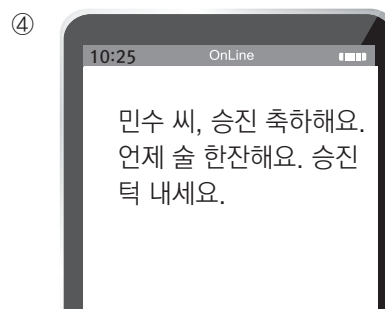 ④
10:25 OnLine
민수 씨, 승진 축하해요.
언제 술 한잔해요. 승진
턱 내세요.